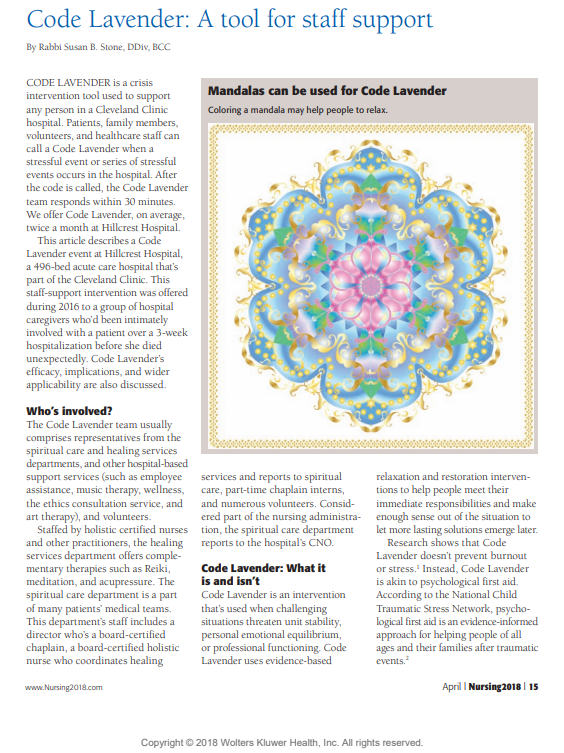 Code Lavender: A tool for staff support
By Rabbi Susan B. Stone, DDiv, BCC
CODE LAVENDER is a crisis
intervention tool used to support
any person in a Cleveland Clinic
hospital. Patients, family members,
volunteers, and healthcare staff can
call a Code Lavender when a
stressful event or series of stressful
events occurs in the hospital. After
the code is called, the Code Lavender
team responds within 30 minutes.
We offer Code Lavender, on average,
twice a month at Hillcrest Hospital.
This article describes a Code
Lavender event at Hillcrest Hospital,
a 496-bed acute care hospital that's
part of the Cleveland Clinic. This
staff-support intervention was offered
during 2016 to a group of hospital
caregivers who'd been intimately
involved with a patient over a 3-week
hospitalization before she died
unexpectedly. Code Lavender's
efficacy, implications, and wider
applicability are also discussed.
Who's involved?
The Code Lavender team usually
comprises representatives from the
spiritual care and healing services
departments, and other hospital-based
support services (such as employee
assistance, music therapy, wellness,
the ethics consultation service, and
art therapy), and volunteers.
Staffed by holistic certified nurses
and other practitioners, the healing
services department offers comple-
mentary therapies such as Reiki,
meditation, and acupressure. The
spiritual care department is a part
of many patients' medical teams.
This department's staff includes a
director who's a board-certified
chaplain, a board-certified holistic
nurse who coordinates healing
Mandalas can be used for Code Lavender
Coloring a mandala may help people to relax.
services and reports to spiritual
care, part-time chaplain interns,
and numerous volunteers. Consid-
ered part of the nursing administra-
tion, the spiritual care department
reports to the hospital's CNO.
Code Lavender: What it
is and isn't
Code Lavender is an intervention
that's used when challenging
situations threaten unit stability,
personal emotional equilibrium,
or professional functioning. Code
Lavender uses evidence-based
relaxation and restoration interven-
tions to help people meet their
immediate responsibilities and make
enough sense out of the situation to
let more lasting solutions emerge later.
Research shows that Code
Lavender doesn't prevent burnout
or stress.¹ Instead, Code Lavender
is akin to psychological first aid.
According to the National Child
Traumatic Stress Network, psycho-
logical first aid is an evidence-informed
approach for helping people of all
ages and their families after traumatic
events.²
www.Nursing2018.com
April | Nursing2018 | 15
Copyright © 2018 Wolters Kluwer Health, Inc. All rights reserved.